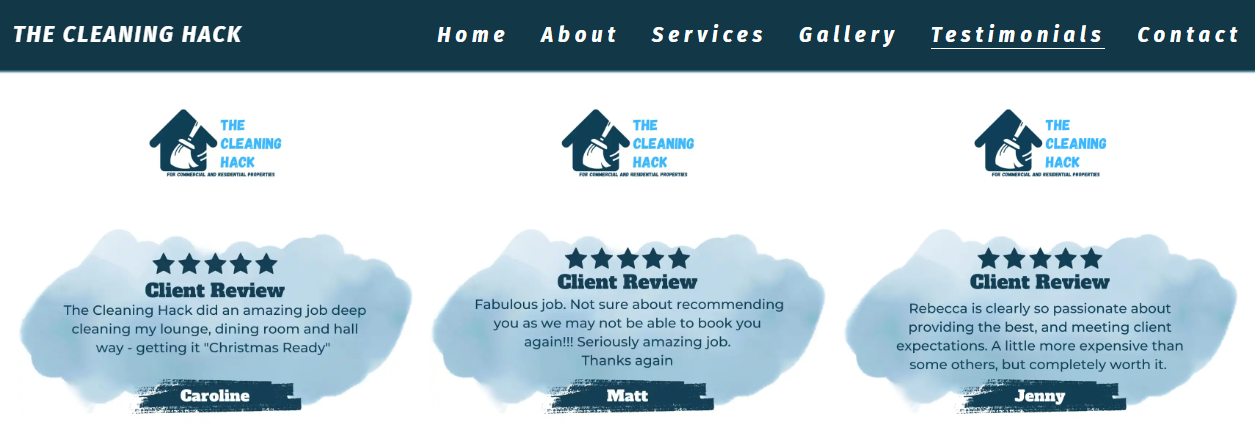 THE CLEANING HACK
Home About Services Gallery Testimonials Contact
THE
CLEANING
HACK
FOR COMMERCIAL AND RESIDENTIAL PROPERTIES
Client Review
The Cleaning Hack did an amazing job deep
cleaning my lounge, dining room and hall
way - getting it "Christmas Ready"
Caroline
THE
CLEANING
HACK
FOR COMMERCIAL AND RESIDENTIAL PROPERTIES
Client Review
Fabulous job. Not sure about recommending
you as we may not be able to book you
again!!! Seriously amazing job.
Thanks again
Matt
THE
CLEANING
HACK
FOR COMMERCIAL AND RESIDENTIAL PROPERTIES
Client Review
Rebecca is clearly so passionate about
providing the best, and meeting client
expectations. A little more expensive than
some others, but completely worth it.
Jenny